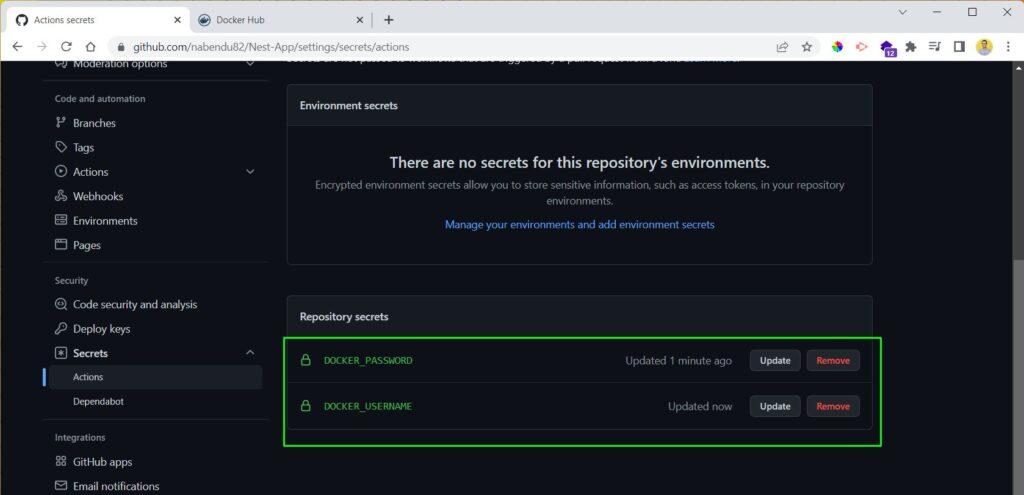 Actions secrets
Docker Hub
github.com/nabendu82/Nest-App/settings/secrets/actions
12
Moderation options
Code and automation
Branches
Tags
Actions
Webhooks
Environments
Pages
Security
Code security and analysis
Deploy keys
Secrets
Actions
Dependabot
Integrations
GitHub apps
Email notifications
Environment secrets
There are no secrets for this repository's environments.
Encrypted environment secrets allow you to store sensitive information, such as access tokens, in your repository
environments.
Manage your environments and add environment secrets
Repository secrets
DOCKER_PASSWORD Updated 1 minute ago Update Remove
DOCKER_USERNAME Updated now Update Remove